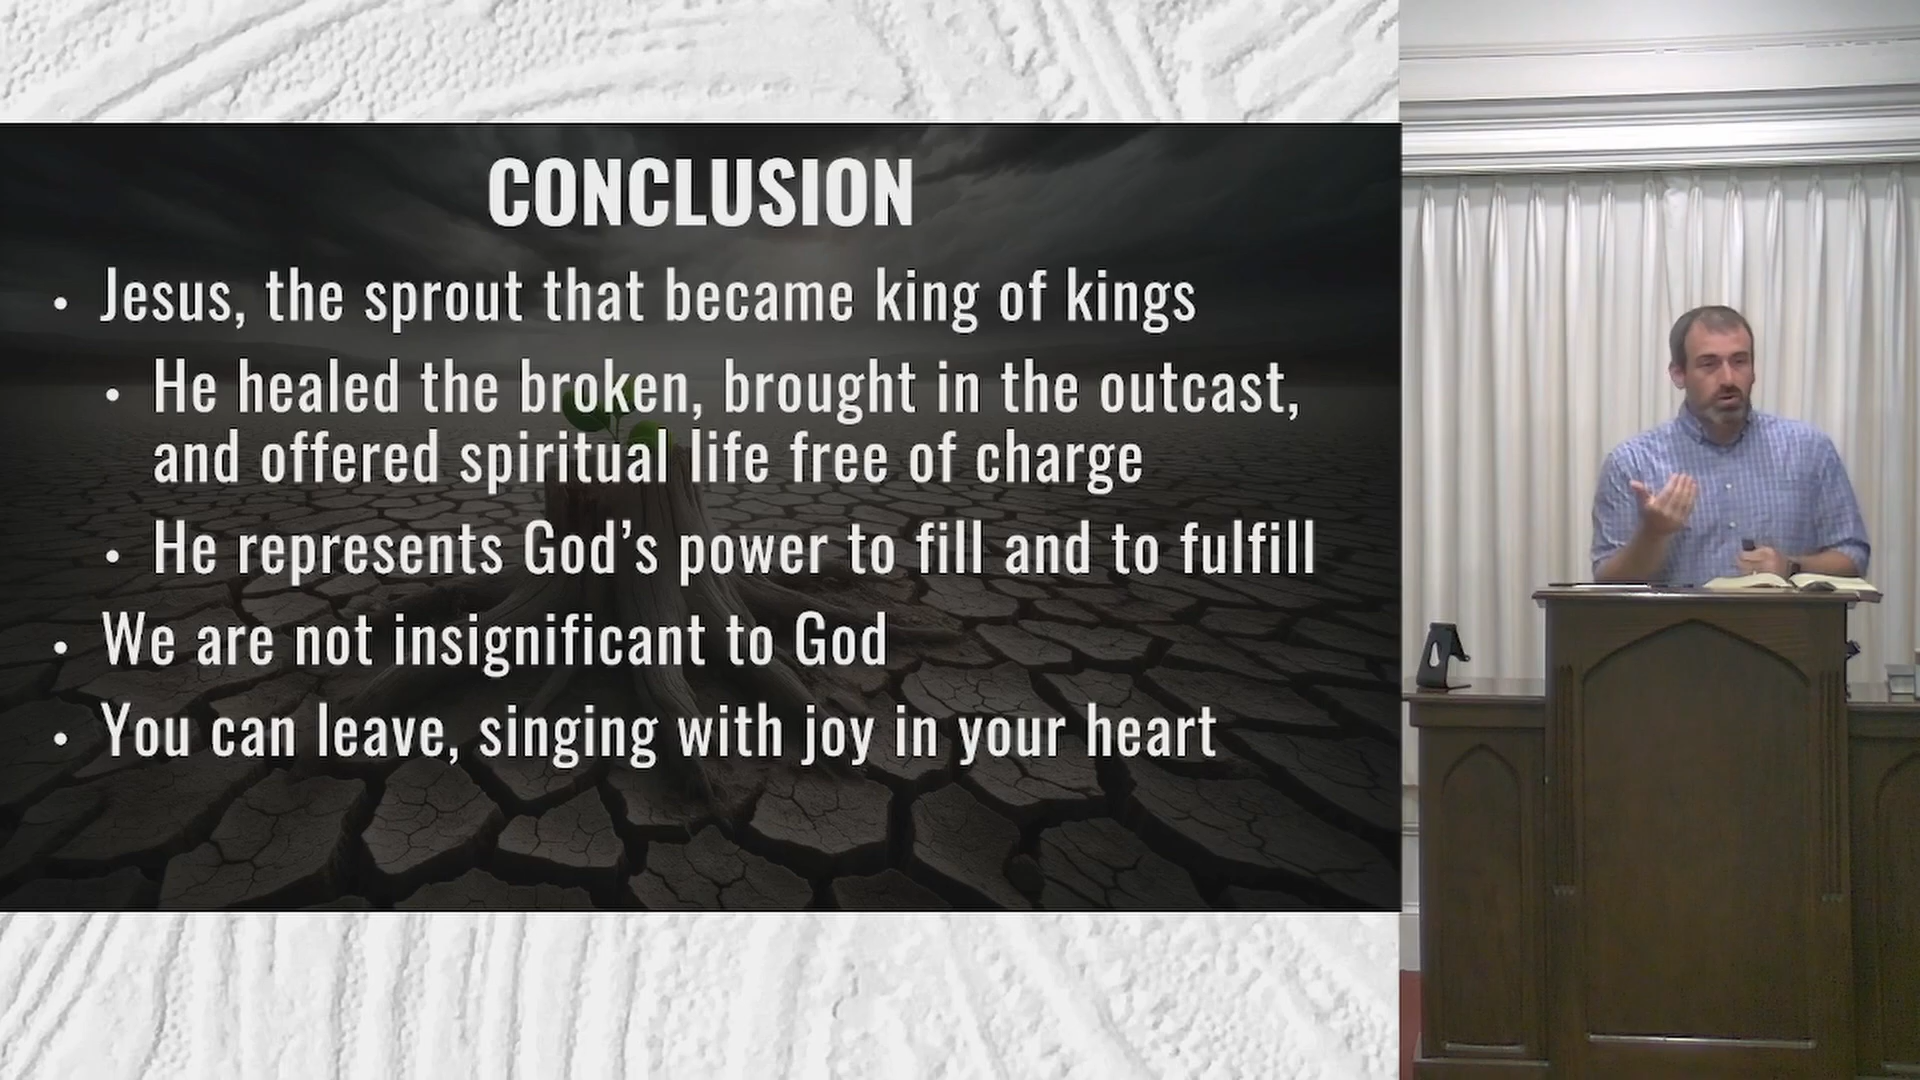 CONCLUSION
• Jesus, the sprout that became king of kings
• He healed the broken, brought in the outcast,
and offered spiritual life free of charge
• He represents God’s power to fill and to fulfill
• We are not insignificant to God
• You can leave, singing with joy in your heart